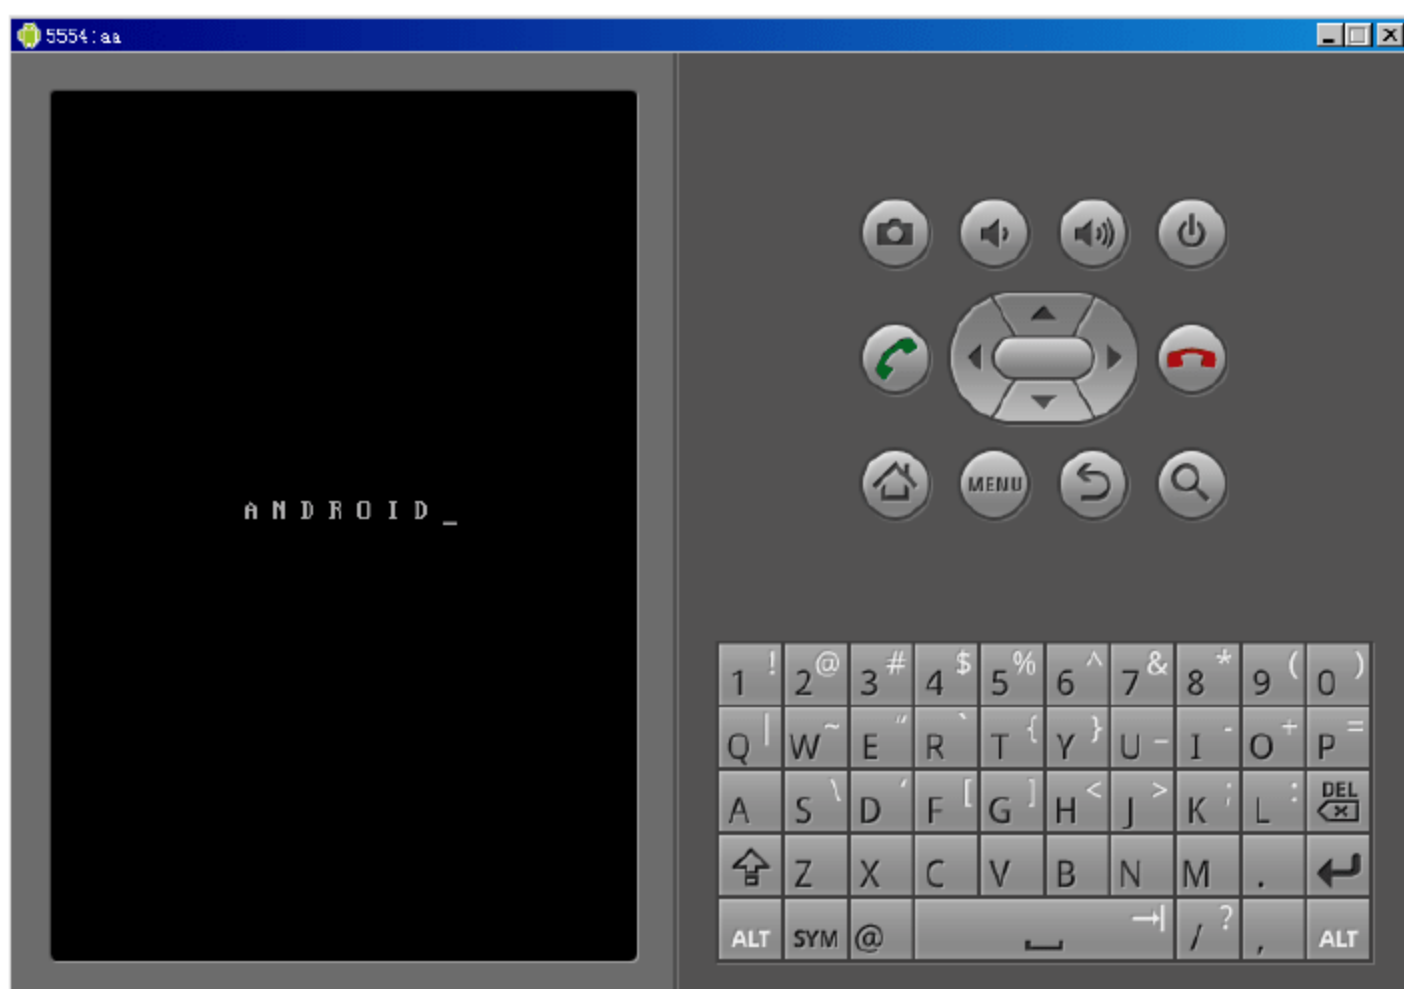 5554:aa
ANDROID_
MENU
1 ! 2 @ 3 # 4 $ 5 % 6 ^ 7 & 8 * 9 ( 0 )
Q | W ~ E " R ` T { Y } U _ I - O + P =
A S \ D ' F [ G ] H < J > K ; L : DEL
Z X C V B N M .
ALT SYM @ / ? , ALT